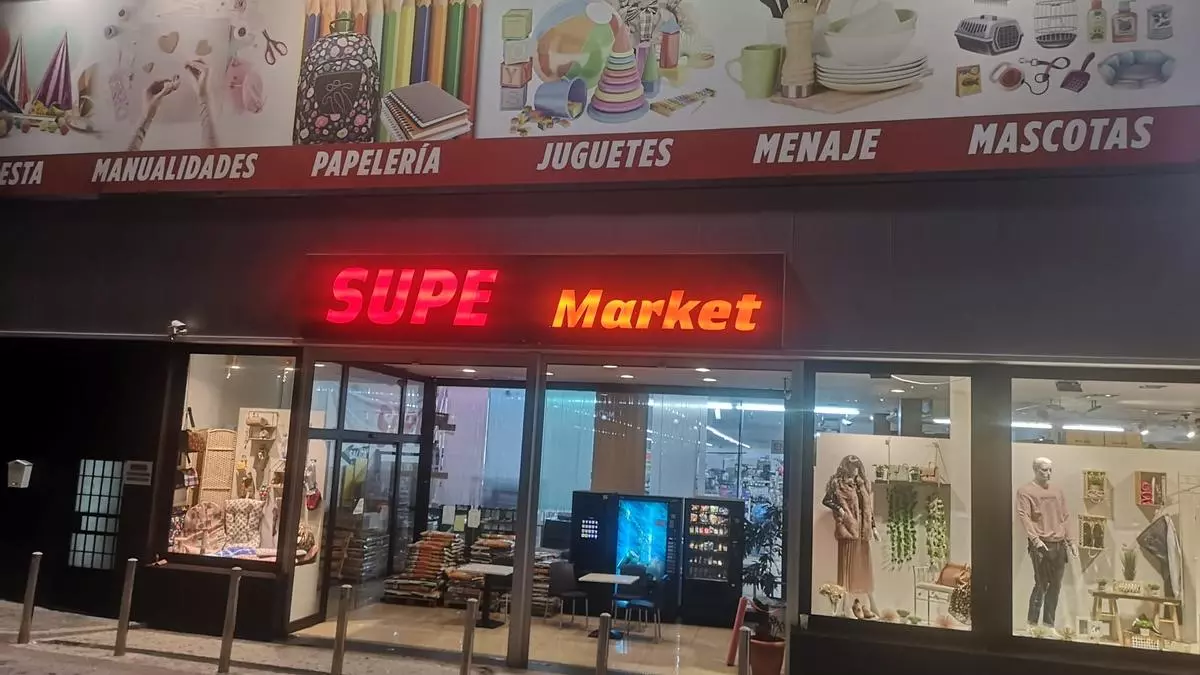 ESTA MANUALIDADES PAPELERÍA JUGUETES MENAJE MASCOTAS
SUPE Market